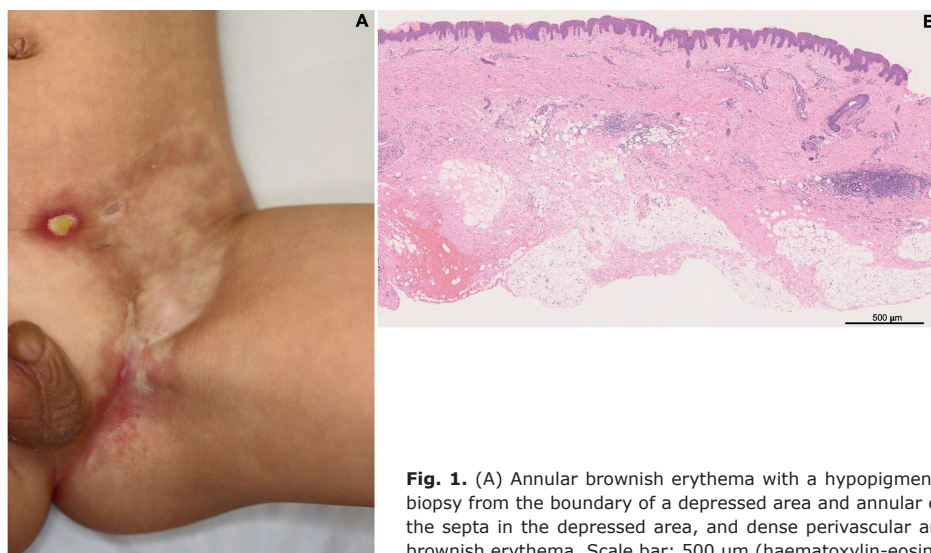 A
500 µm
Fig. 1. (A) Annular brownish erythema with a hypopigmen
biopsy from the boundary of a depressed area and annular
the septa in the depressed area, and dense perivascular
brownish erythema. Scale bar: 500 µm (haematoxylin-eosin